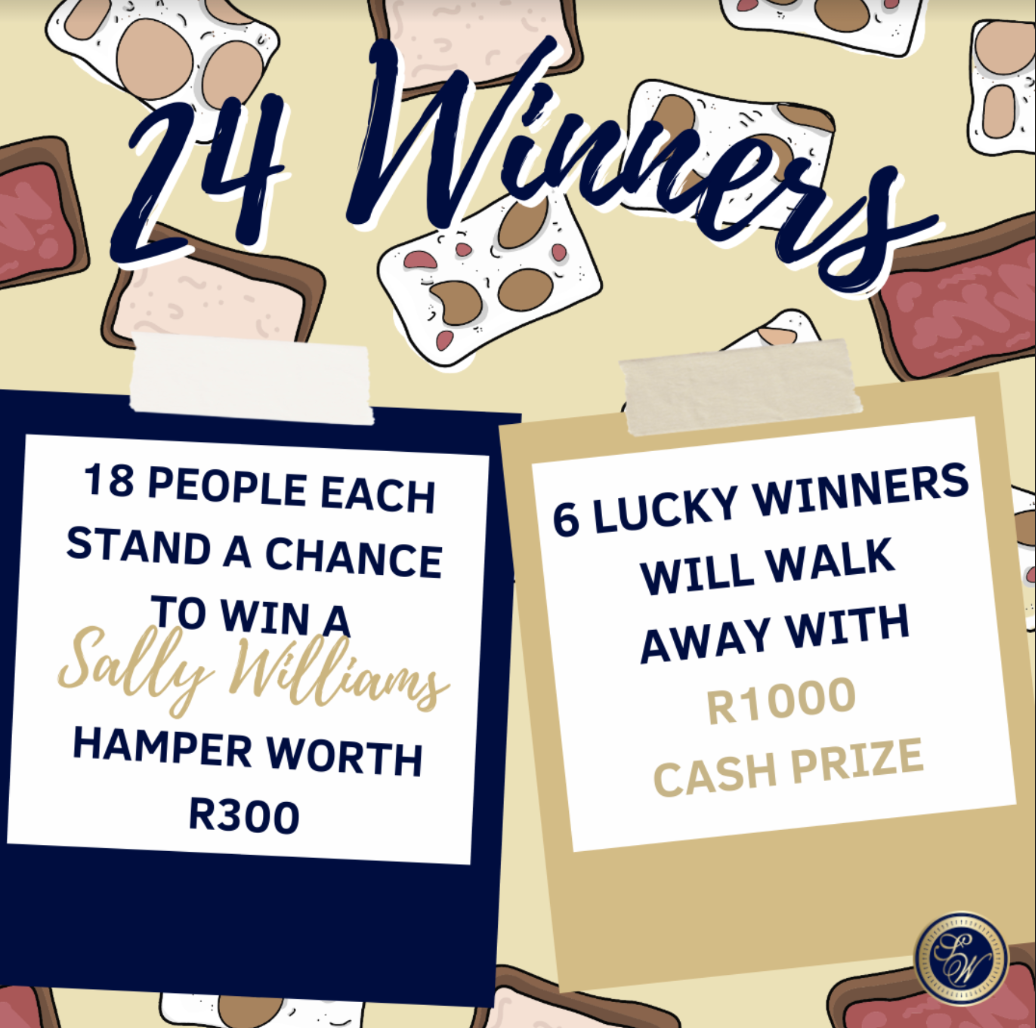 24 Winners
18 PEOPLE EACH
STAND A CHANCE
TO WIN A
Sally Williams
HAMPER WORTH
R300
6 LUCKY WINNERS
WILL WALK
AWAY WITH
R1000
CASH PRIZE
SW